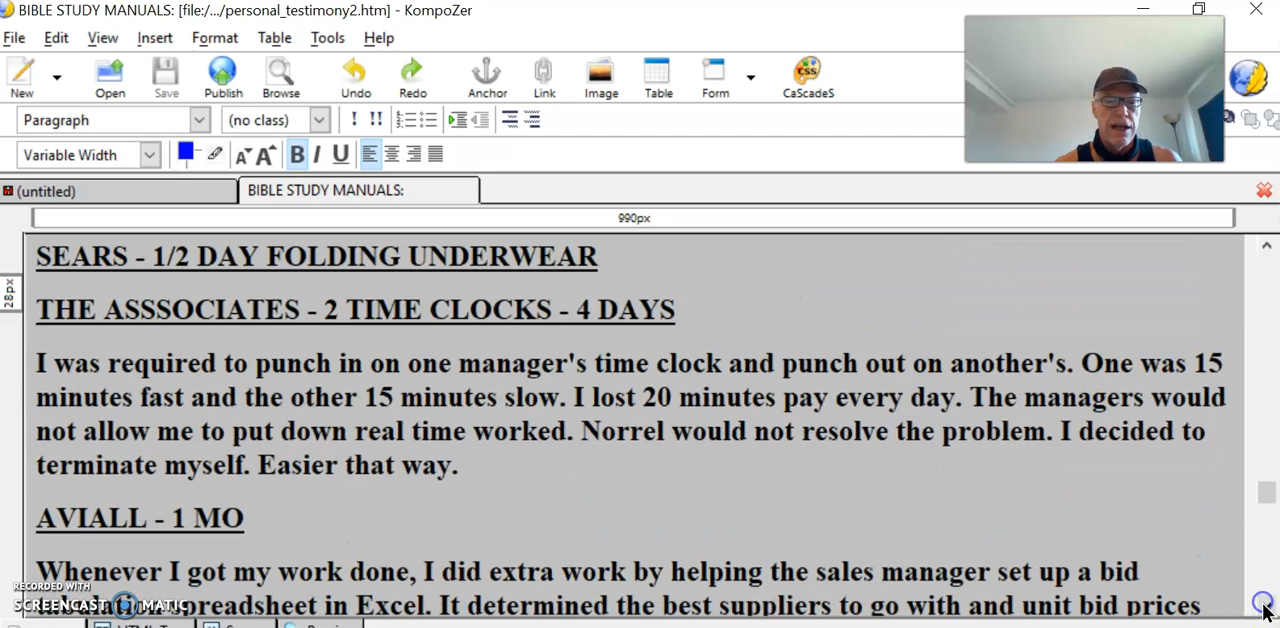 BIBLE STUDY MANUALS: [file:/.../personal_testimony2.htm] - KompoZer
File Edit View Insert Format Table Tools Help
New Open Save Publish Browse Undo Redo Anchor Link Image Table Form CaScadeS
Paragraph (no class) ! !!
Variable Width A A B I U
(untitled) BIBLE STUDY MANUALS:
990px
28px
SEARS - 1/2 DAY FOLDING UNDERWEAR
THE ASSSOCIATES - 2 TIME CLOCKS - 4 DAYS
I was required to punch in on one manager's time clock and punch out on another's. One was 15
minutes fast and the other 15 minutes slow. I lost 20 minutes pay every day. The managers would
not allow me to put down real time worked. Norrel would not resolve the problem. I decided to
terminate myself. Easier that way.
AVIALL - 1 MO
Whenever I got my work done, I did extra work by helping the sales manager set up a bid
spreadsheet in Excel. It determined the best suppliers to go with and unit bid prices
RECORDED WITH
SCREENCAST MATIC